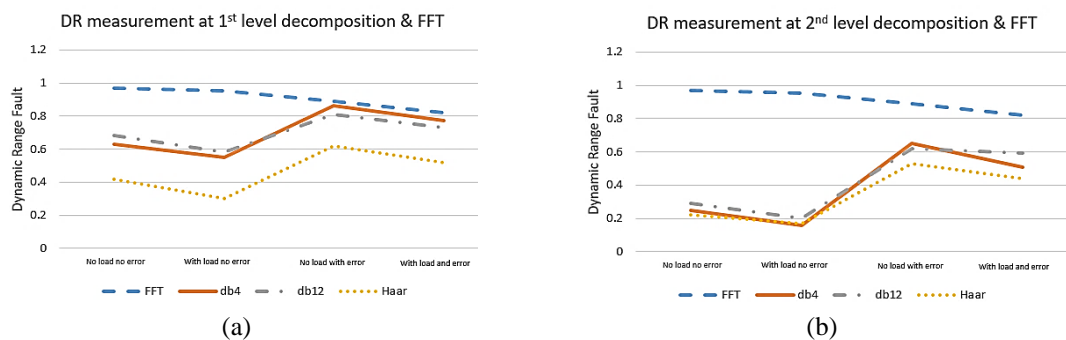 DR measurement at 1st level decomposition & FFT
Dynamic Range Fault
1.2
1
0.8
0.6
0.4
0.2
0
No load no error
With load no error
No load with error
With load and error
FFT
db4
db12
Haar
(a)
DR measurement at 2nd level decomposition & FFT
Dynamic Range Fault
1.2
1
0.8
0.6
0.4
0.2
0
No load no error
With load no error
No load with error
With load and error
FFT
db4
db12
Haar
(b)